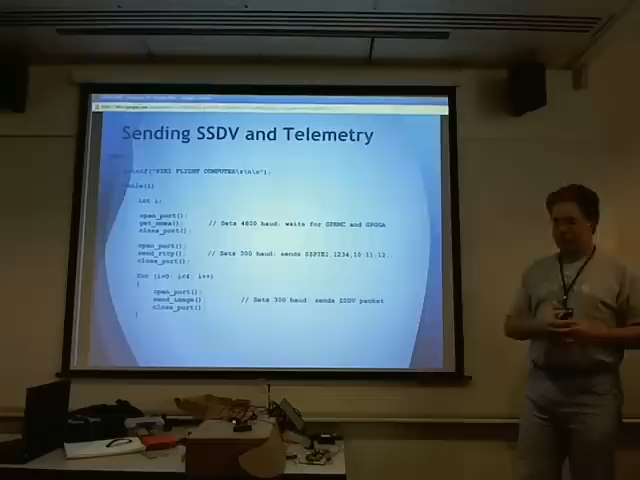 Sending SSDV and Telemetry
printf("PIE1 FLIGHT COMPUTER\r\n\n");
while(1)
int i;
open_port();
get_nmea(); // Sets 4800 baud; waits for GPRMC and GPGGA
close_port();
open_port();
send_rtty(); // Sets 300 baud; sends
close_port();
for (i=0; i<4; i++)
{
open_port();
send_image() // Sets 300 baud; sends SSDV packet
close_port();
}